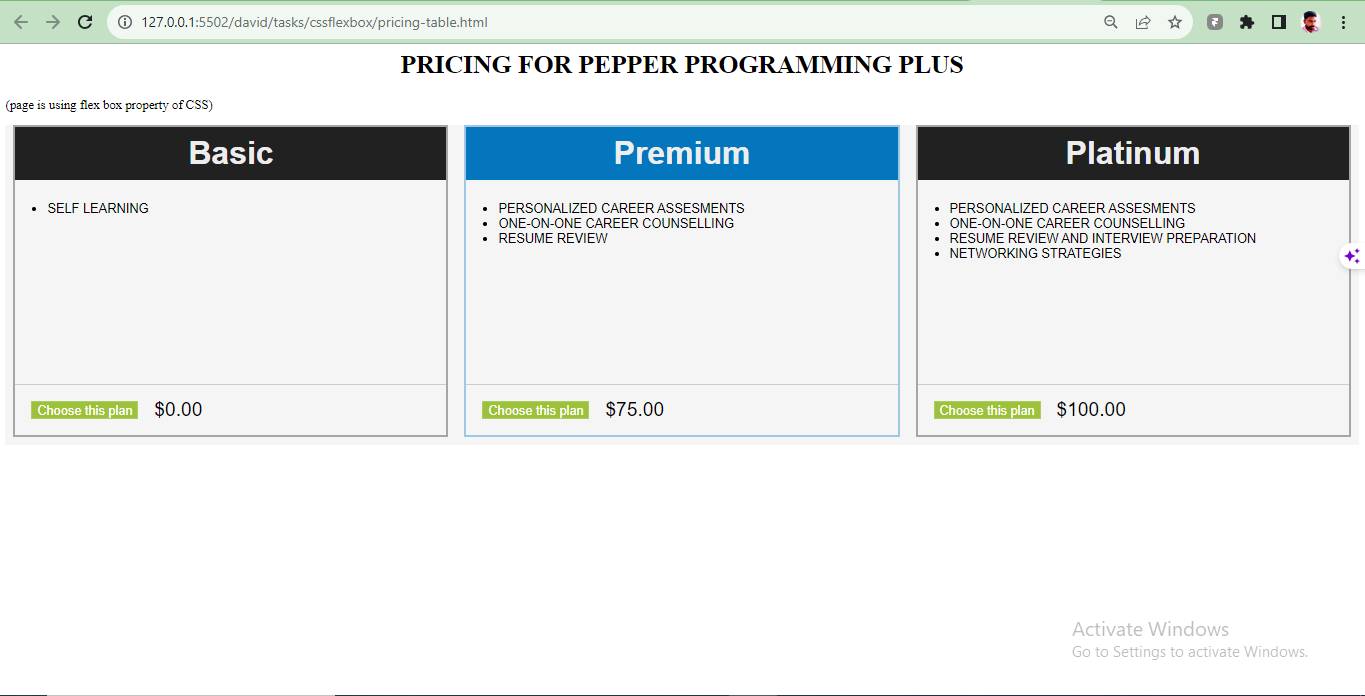 127.0.0.1:5502/david/tasks/cssflexbox/pricing-table.html
PRICING FOR PEPPER PROGRAMMING PLUS
(page is using flex box property of CSS)
Basic
SELF LEARNING
Choose this plan $0.00
Premium
PERSONALIZED CAREER ASSESMENTS
ONE-ON-ONE CAREER COUNSELLING
RESUME REVIEW
Choose this plan $75.00
Platinum
PERSONALIZED CAREER ASSESMENTS
ONE-ON-ONE CAREER COUNSELLING
RESUME REVIEW AND INTERVIEW PREPARATION
NETWORKING STRATEGIES
Choose this plan $100.00
Activate Windows
Go to Settings to activate Windows.